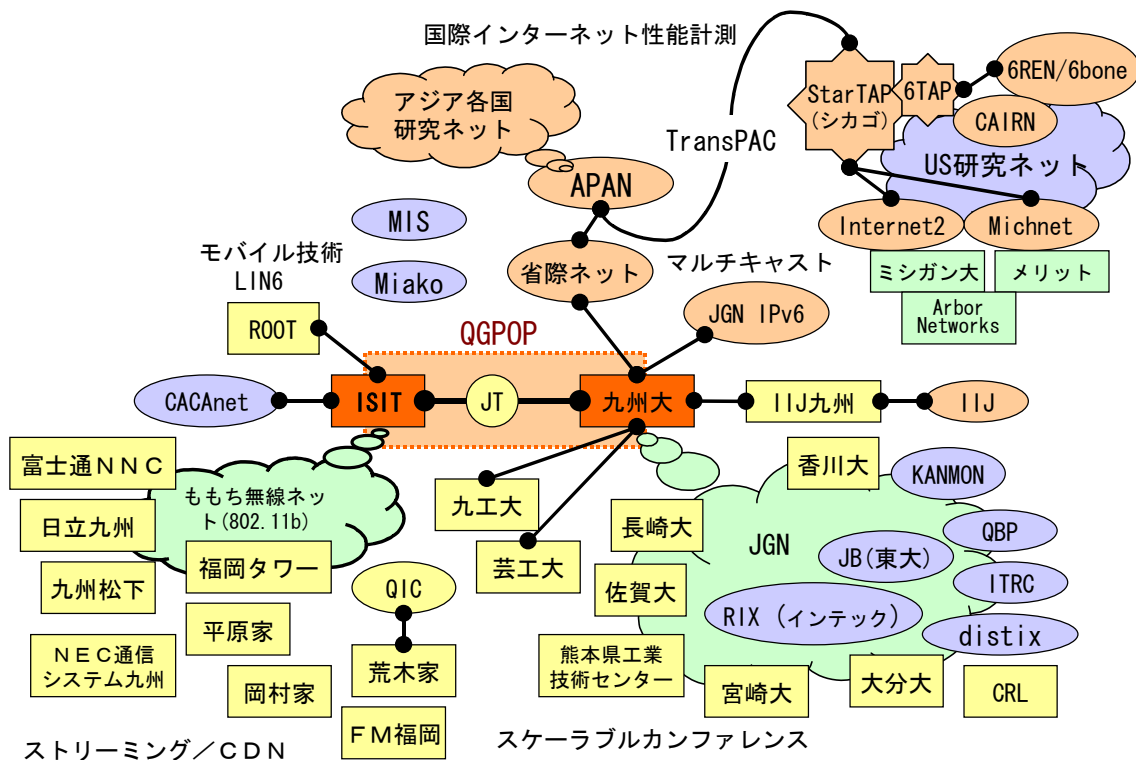 国際インターネット性能計測
アジア各国
研究ネット
StarTAP
(シカゴ)
6TAP
6REN/6bone
CAIRN
US研究ネット
TransPAC
APAN
Internet2
Michnet
MIS
Miako
モバイル技術
LIN6
省際ネット
マルチキャスト
ミシガン大
メリット
Arbor
Networks
ROOT
QGPOP
JGN IPv6
CACAnet
ISIT
JT
九州大
IIJ九州
IIJ
富士通ＮＮＣ
ももち無線ネッ
ト(802.11b)
日立九州
福岡タワー
九州松下
平原家
ＮＥＣ通信
システム九州
岡村家
QIC
荒木家
ＦＭ福岡
九工大
芸工大
香川大
KANMON
長崎大
JGN
JB(東大)
QBP
佐賀大
ITRC
RIX (インテック)
distix
熊本県工業
技術センター
宮崎大
大分大
CRL
ストリーミング／ＣＤＮ
スケーラブルカンファレンス